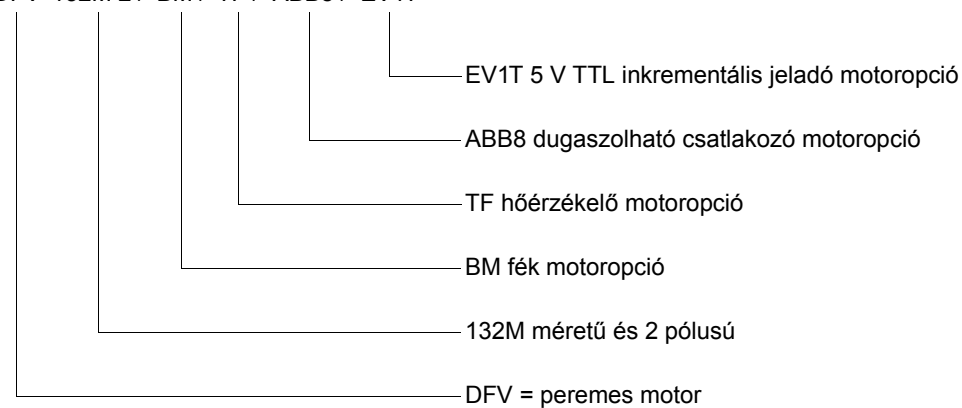 EV1T 5 V TTL inkrementális jeladó motoropció
ABB8 dugaszolható csatlakozó motoropció
TF hőérzékelő motoropció
BM fék motoropció
132M méretű és 2 pólusú
DFV = peremes motor